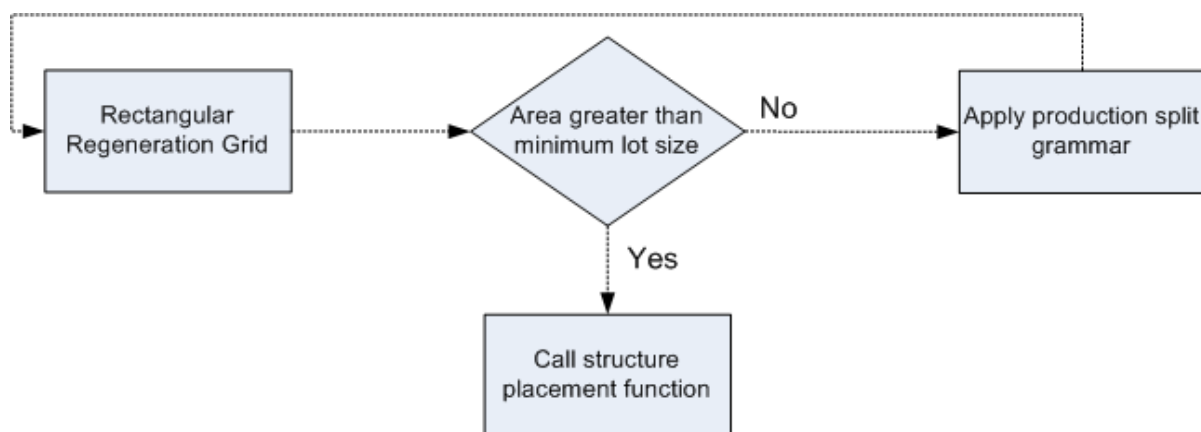 Rectangular
Regeneration Grid
Area greater than
minimum lot size
No
Apply production split
grammar
Yes
Call structure
placement function